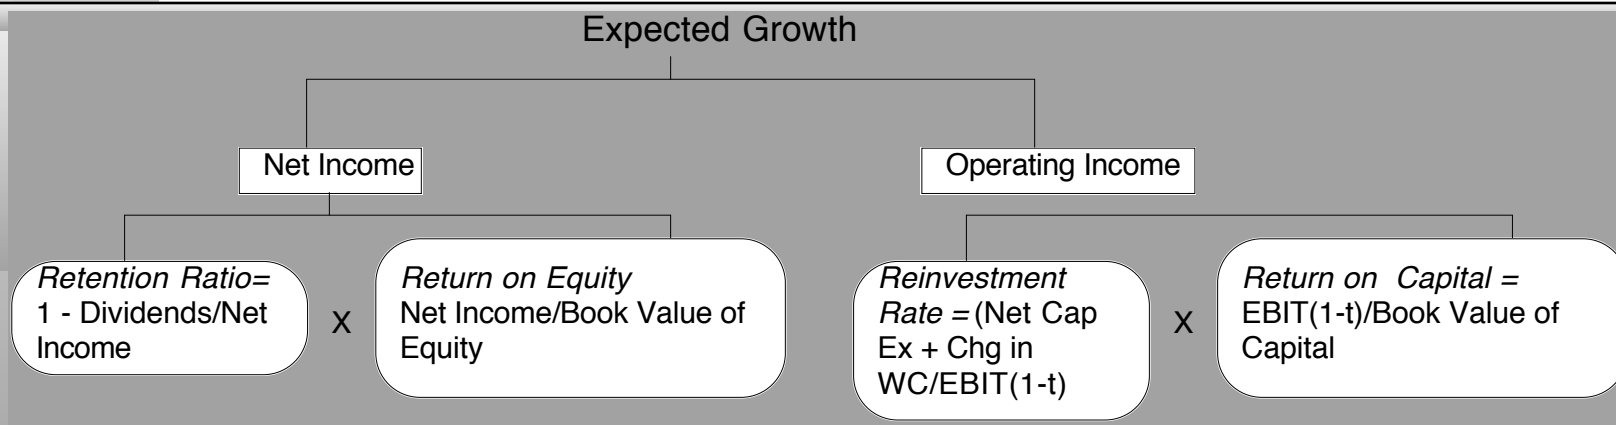 Expected Growth
Net Income
Operating Income
Retention Ratio=
1 - Dividends/Net
Income
X
Return on Equity
Net Income/Book Value of
Equity
Reinvestment
Rate = (Net Cap
Ex + Chg in
WC/EBIT(1-t)
X
Return on Capital =
EBIT(1-t)/Book Value of
Capital